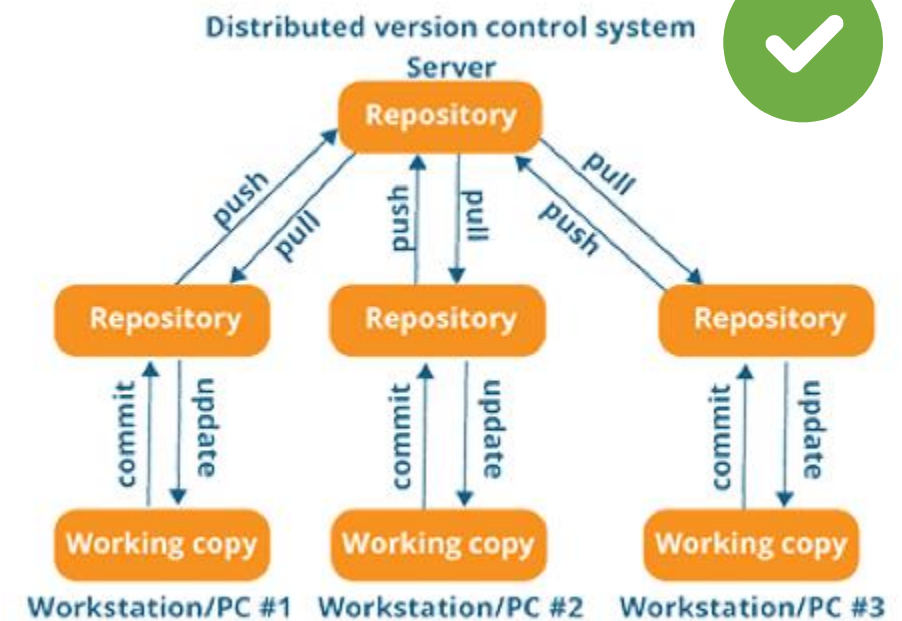 Distributed version control system
Server
Repository
push
pull
push
pull
pull
push
Repository
Repository
Repository
commit
update
commit
update
commit
update
Working copy
Working copy
Working copy
Workstation/PC #1
Workstation/PC #2
Workstation/PC #3